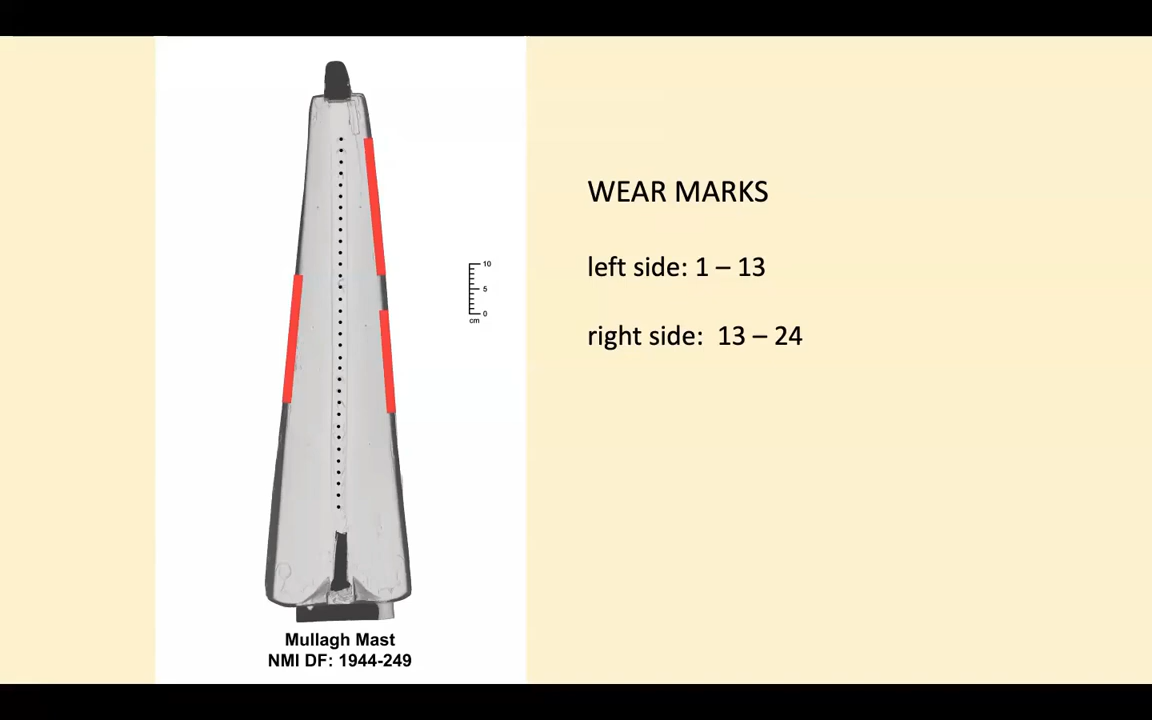 WEAR MARKS
left side: 1 – 13
right side: 13 – 24
10
5
0
cm
Mullagh Mast
NMI DF: 1944-249